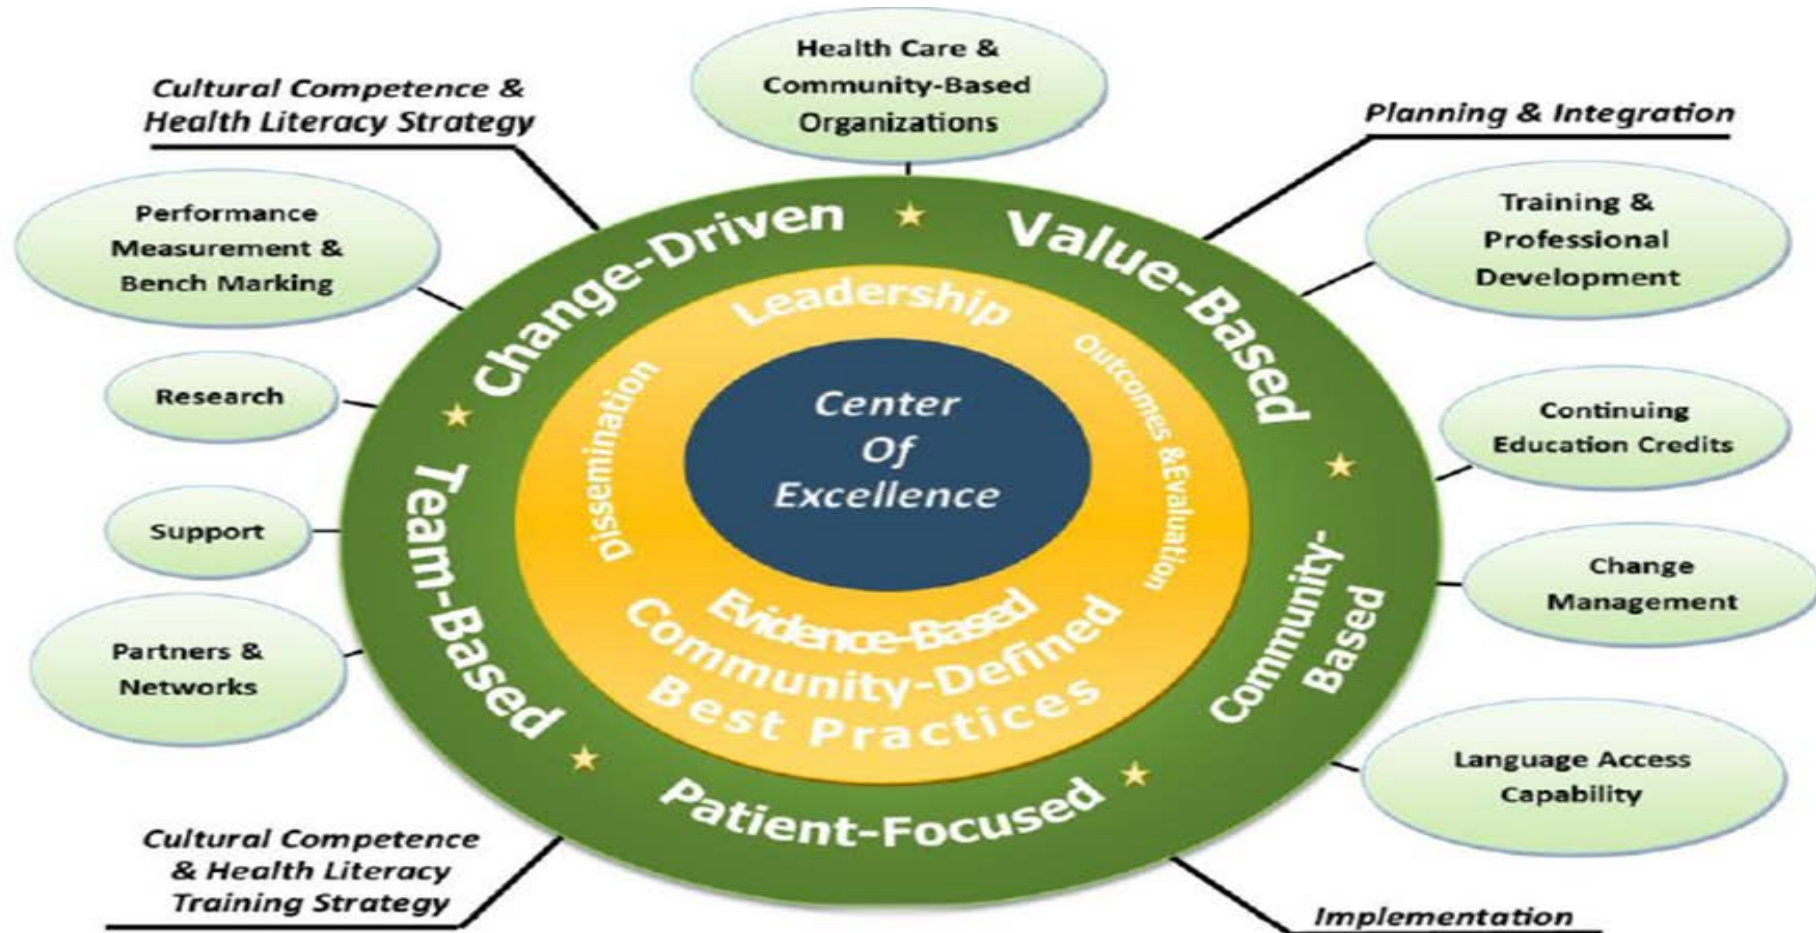 Health Care &
Community-Based
Organizations
Cultural Competence &
Health Literacy Strategy
Planning & Integration
Performance
Measurement &
Bench Marking
Research
Support
Partners &
Networks
Cultural Competence
& Health Literacy
Training Strategy
Training &
Professional
Development
Continuing
Education Credits
Change
Management
Language Access
Capability
Implementation
Change-Driven
Value-Based
Community-
Based
Patient-Focused
Team-Based
Leadership
Outcomes &Evaluation
Dissemination
Evidence-Based
Community-Defined
Best Practices
Center
Of
Excellence